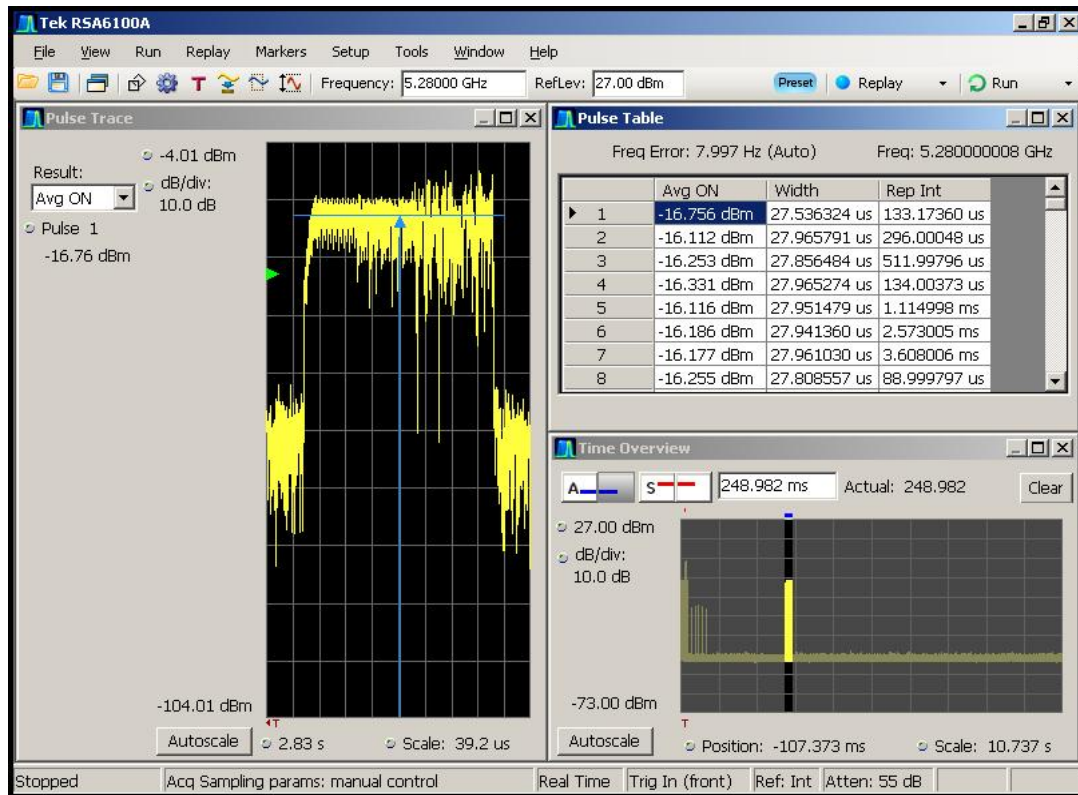 Tek RSA6100A
File View Run Replay Markers Setup Tools Window Help
T Frequency: 5.28000 GHz RefLev: 27.00 dBm Preset Replay Run
Pulse Trace
Result:
Avg ON
Pulse 1
-16.76 dBm
-4.01 dBm
dB/div:
10.0 dB
-104.01 dBm
T
Autoscale 2.83 s Scale: 39.2 us
Pulse Table
Freq Error: 7.997 Hz (Auto) Freq: 5.280000008 GHz
Avg ON Width Rep Int
1 -16.756 dBm 27.536324 us 133.17360 us
2 -16.112 dBm 27.965791 us 296.00048 us
3 -16.253 dBm 27.856484 us 511.99796 us
4 -16.331 dBm 27.965274 us 134.00373 us
5 -16.116 dBm 27.951479 us 1.114998 ms
6 -16.186 dBm 27.941360 us 2.573005 ms
7 -16.177 dBm 27.961030 us 3.608006 ms
8 -16.255 dBm 27.808557 us 88.999797 us
Time Overview
A S 248.982 ms Actual: 248.982 Clear
27.00 dBm
dB/div:
10.0 dB
-73.00 dBm
T
Autoscale Position: -107.373 ms Scale: 10.737 s
Stopped Acq Sampling params: manual control Real Time Trig In (front) Ref: Int Atten: 55 dB